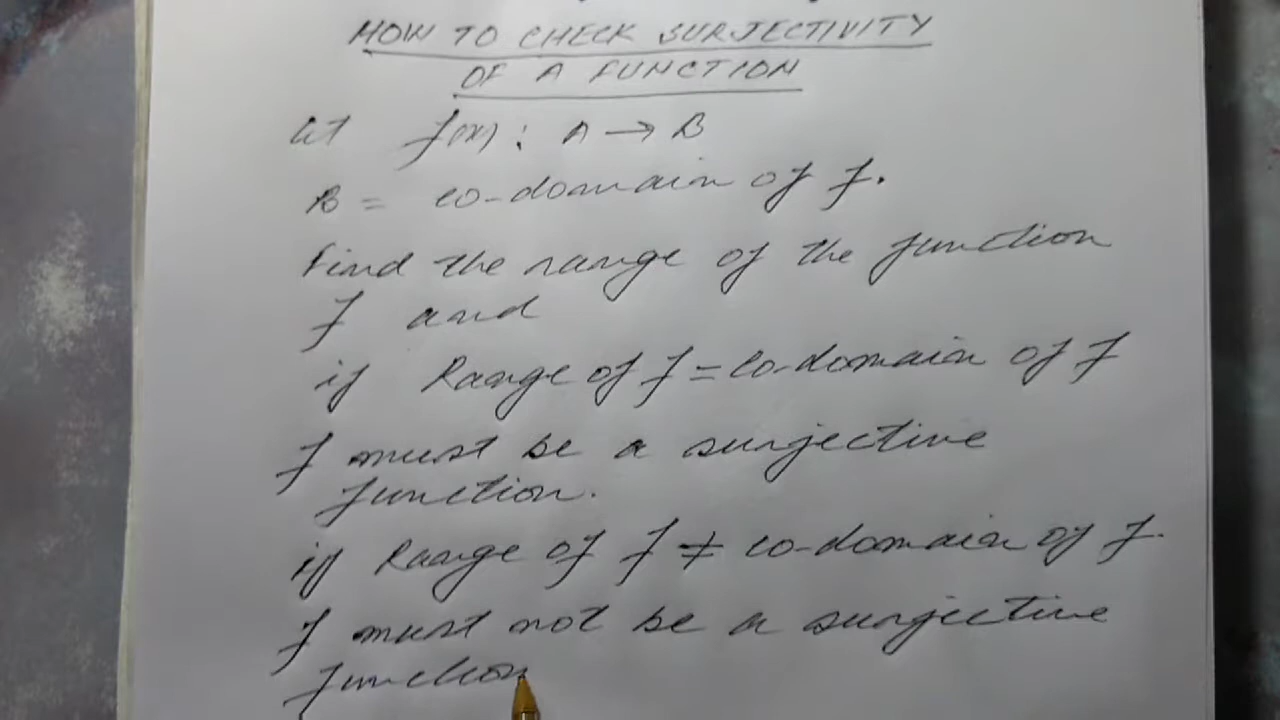 HOW TO CHECK SURJECTIVITY
OF A FUNCTION
Let f(x) : A → B
B = co-domain of f.
Find the range of the function
f and
if Range of f = co-domain of f
f must be a surjective
function.
if Range of f ≠ co-domain of f.
f must not be a surjective
function